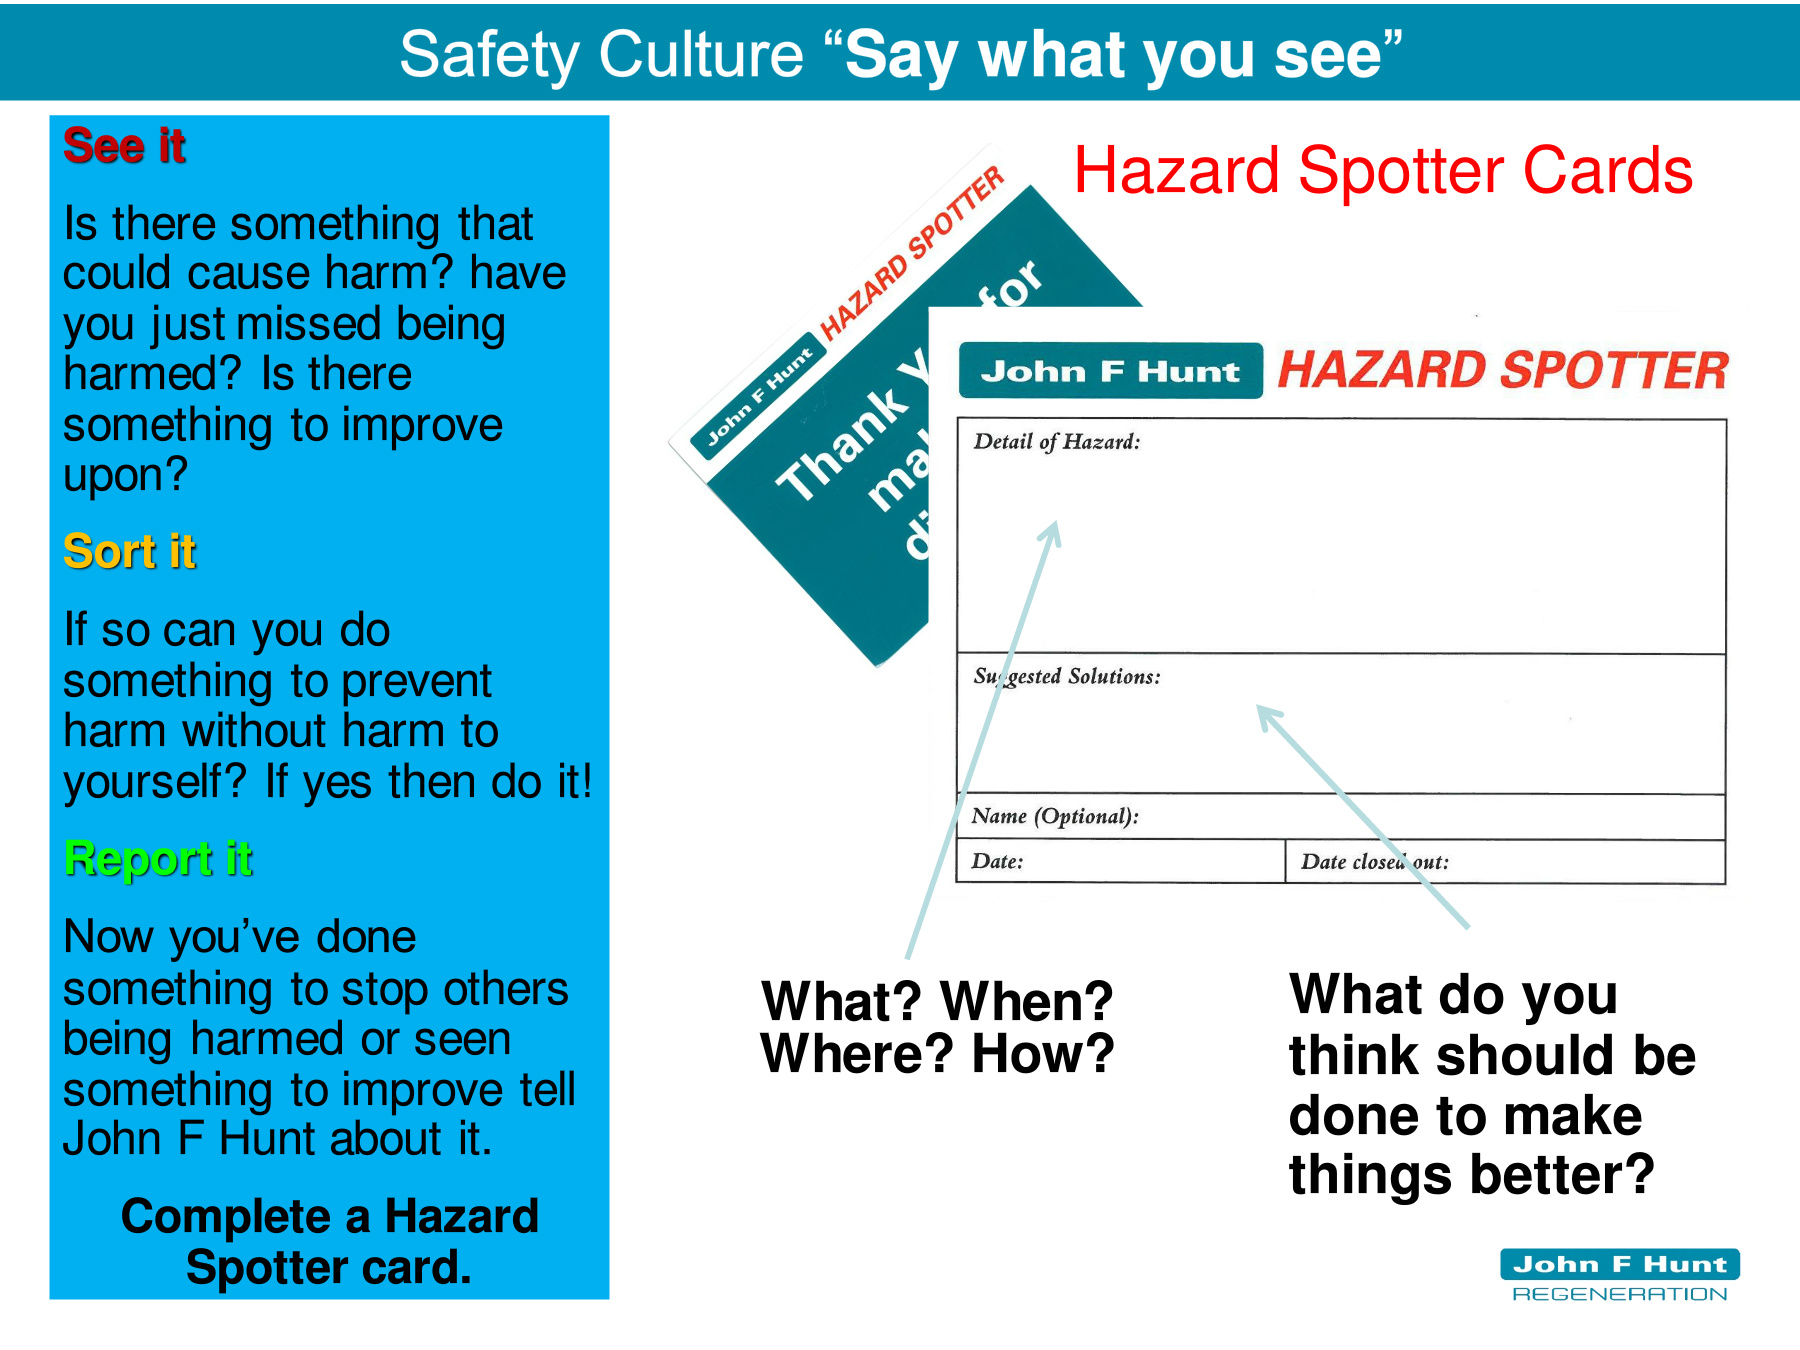 Safety Culture “Say what you see”
See it
Is there something that
could cause harm? have
you just missed being
harmed? Is there
something to improve
upon?
Sort it
If so can you do
something to prevent
harm without harm to
yourself? If yes then do it!
Report it
Now you’ve done
something to stop others
being harmed or seen
something to improve tell
John F Hunt about it.
Complete a Hazard
Spotter card.
Hazard Spotter Cards
John F Hunt HAZARD SPOTTER
Thank
for
John F Hunt HAZARD SPOTTER
Detail of Hazard:
Suggested Solutions:
Name (Optional):
Date: Date closed out:
What? When?
Where? How?
What do you
think should be
done to make
things better?
John F Hunt
REGENERATION